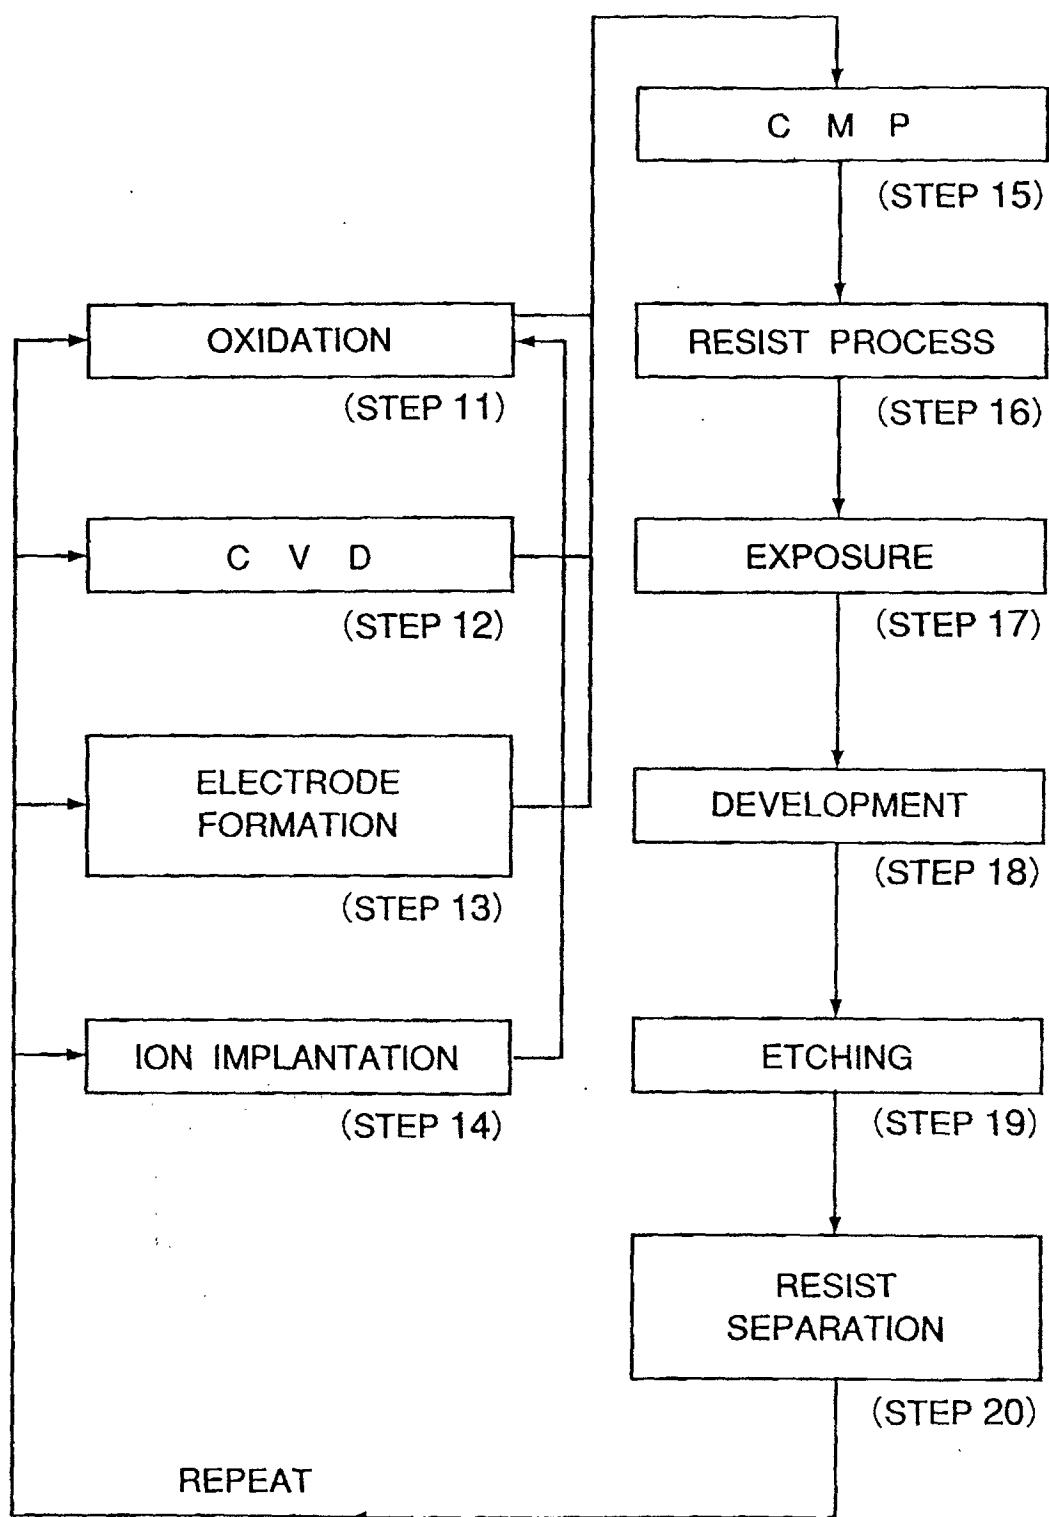 OXIDATION
(STEP 11)
C V D
(STEP 12)
ELECTRODE
FORMATION
(STEP 13)
ION IMPLANTATION
(STEP 14)
C M P
(STEP 15)
RESIST PROCESS
(STEP 16)
EXPOSURE
(STEP 17)
DEVELOPMENT
(STEP 18)
ETCHING
(STEP 19)
RESIST
SEPARATION
(STEP 20)
REPEAT